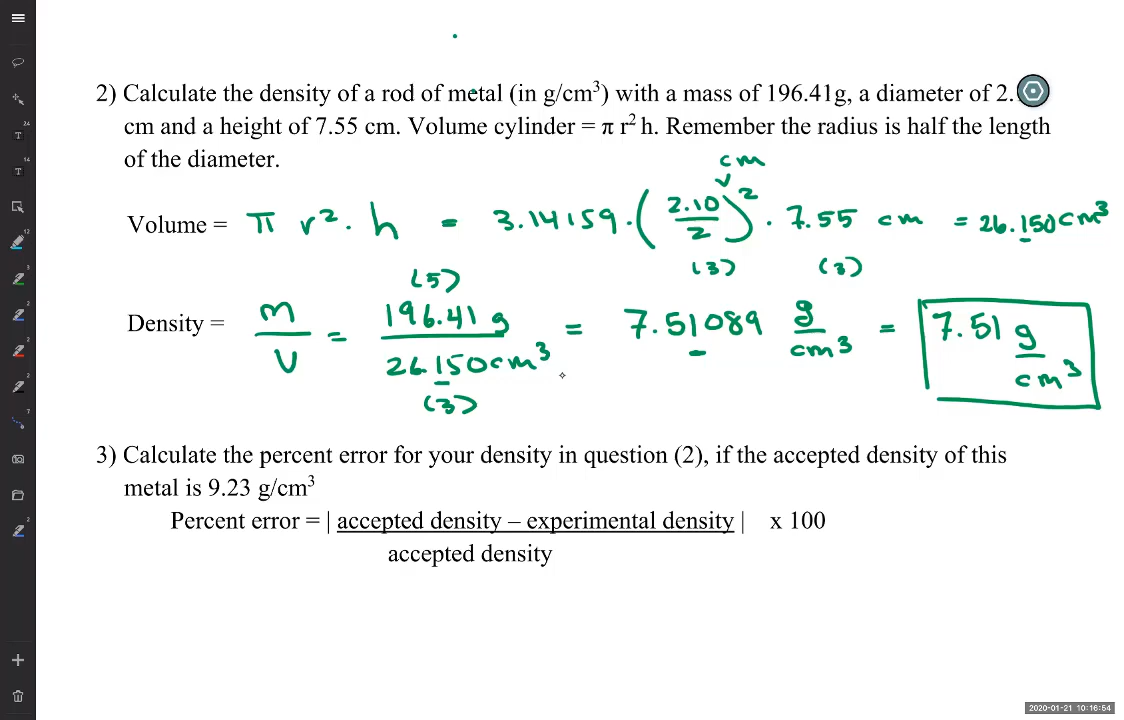 2) Calculate the density of a rod of metal (in g/cm³) with a mass of 196.41g, a diameter of 2.
cm and a height of 7.55 cm. Volume cylinder = π r² h. Remember the radius is half the length
of the diameter.
cm
Volume = π r² · h = 3.14159 · (2.10/2)² · 7.55 cm = 26.150 cm³
(3) (3)
(5)
Density = m/V = 196.41 g / 26.150 cm³ = 7.51089 g/cm³ = 7.51 g/cm³
(3)
3) Calculate the percent error for your density in question (2), if the accepted density of this
metal is 9.23 g/cm³
Percent error = | accepted density – experimental density | x 100
accepted density
2020-01-21 10:16:54